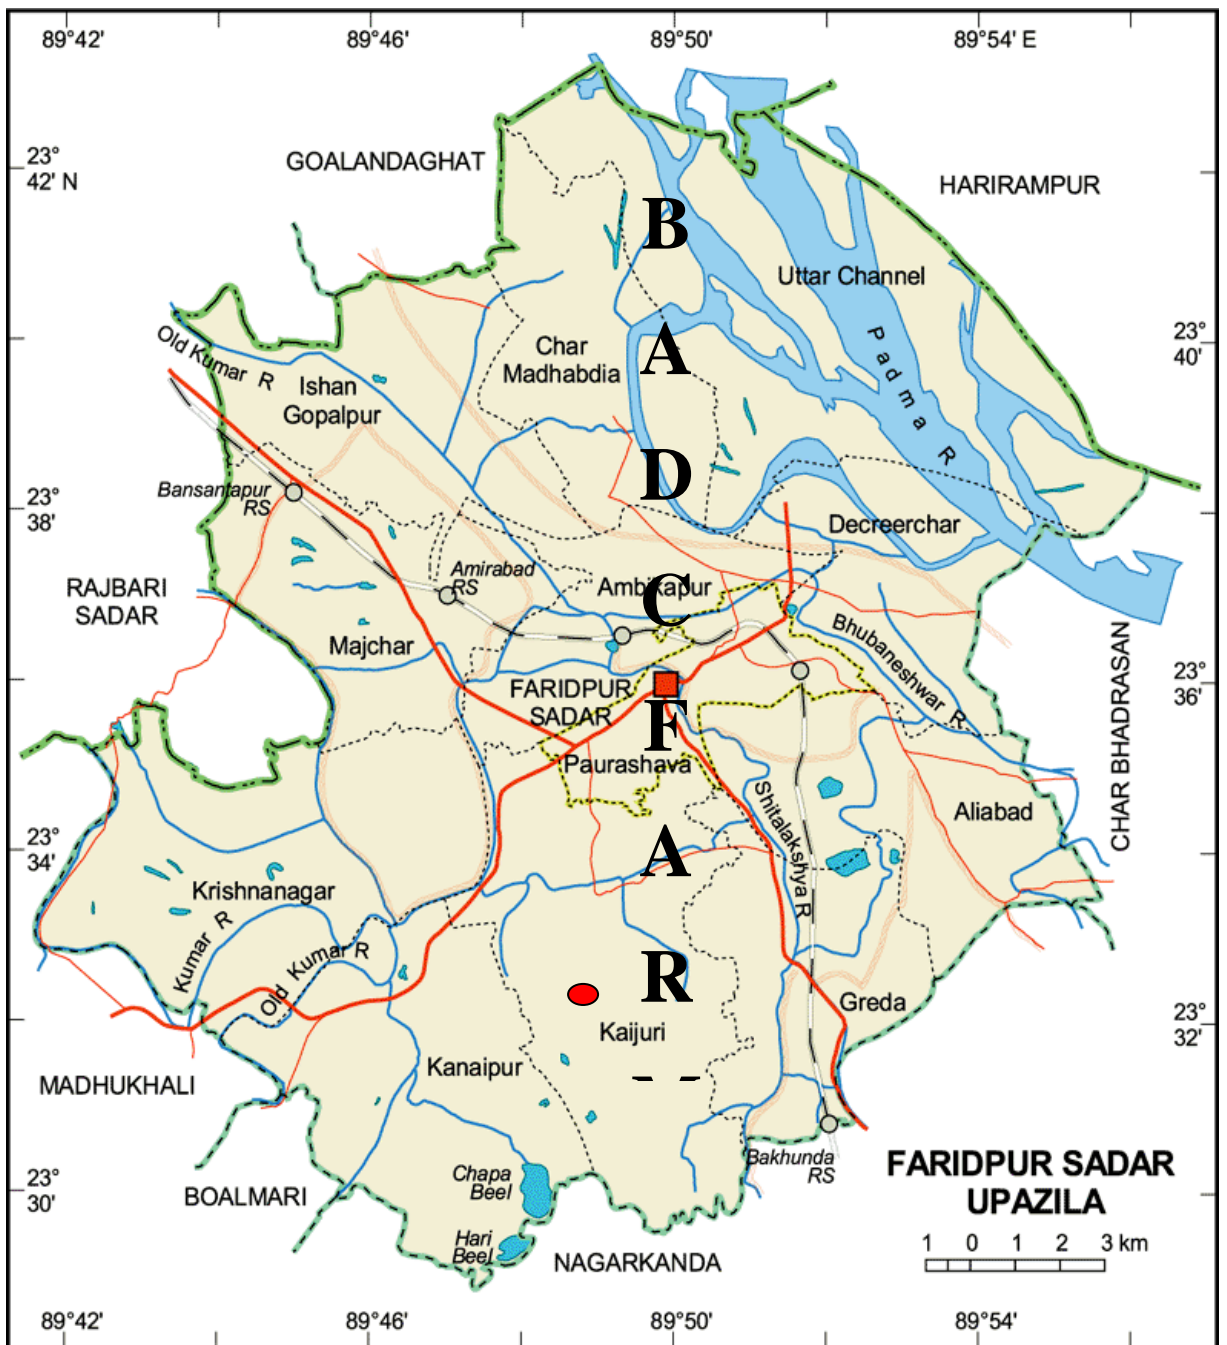 89°42'
89°46'
89°50'
89°54' E
23°
42' N
GOALANDAGHAT
HARIRAMPUR
B
Uttar Channel
Padma R
23°
40'
Old Kumar R
Ishan
Gopalpur
Char
Madhabdia
A
D
Bansantapur
RS
23°
38'
Decreerchar
Amirabad
RS
Ambikapur
C
RAJBARI
SADAR
Majchar
Bhubaneshwar R
CHAR BHADRASAN
FARIDPUR
SADAR
23°
36'
F
Paurashava
Shitalakshya R
Aliabad
23°
34'
A
Krishnanagar
Kumar R
Old Kumar R
R
Greda
Kaijuri
23°
32'
Kanaipur
MADHUKHALI
Bakhunda
RS
Chapa
Beel
23°
30'
BOALMARI
Hari
Beel
NAGARKANDA
FARIDPUR SADAR
UPAZILA
1 0 1 2 3 km
89°42'
89°46'
89°50'
89°54'